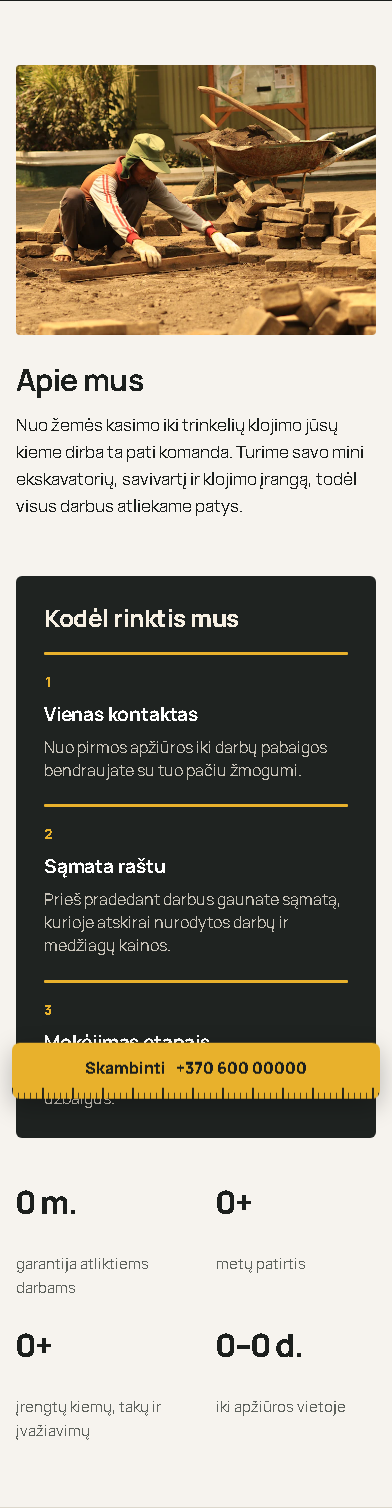 Apie mus
Nuo žemės kasimo iki trinkelių klojimo jūsų
kieme dirba ta pati komanda. Turime savo mini
ekskavatorių, savivartį ir klojimo įrangą, todėl
visus darbus atliekame patys.
Kodėl rinktis mus
1
Vienas kontaktas
Nuo pirmos apžiūros iki darbų pabaigos
bendraujate su tuo pačiu žmogumi.
2
Sąmata raštu
Prieš pradedant darbus gaunate sąmatą,
kurioje atskirai nurodytos darbų ir
medžiagų kainos.
3
Mokėjimas etapais
Skambinti +370 600 00000
užbaigus.
0 m.
garantija atliktiems
darbams
0+
metų patirtis
0+
įrengtų kiemų, takų ir
įvažiavimų
0–0 d.
iki apžiūros vietoje